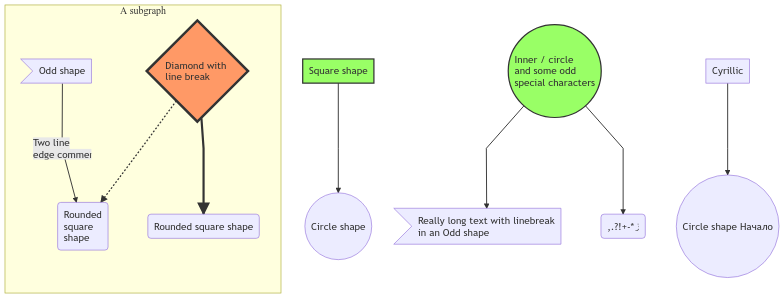 A subgraph
Odd shape
Diamond with
line break
Two line
edge commen
Rounded
square
shape
Rounded square shape
Square shape
Circle shape
Inner / circle
and some odd
special characters
Really long text with linebreak
in an Odd shape
,.?!+-*
Cyrillic
Circle shape Начало